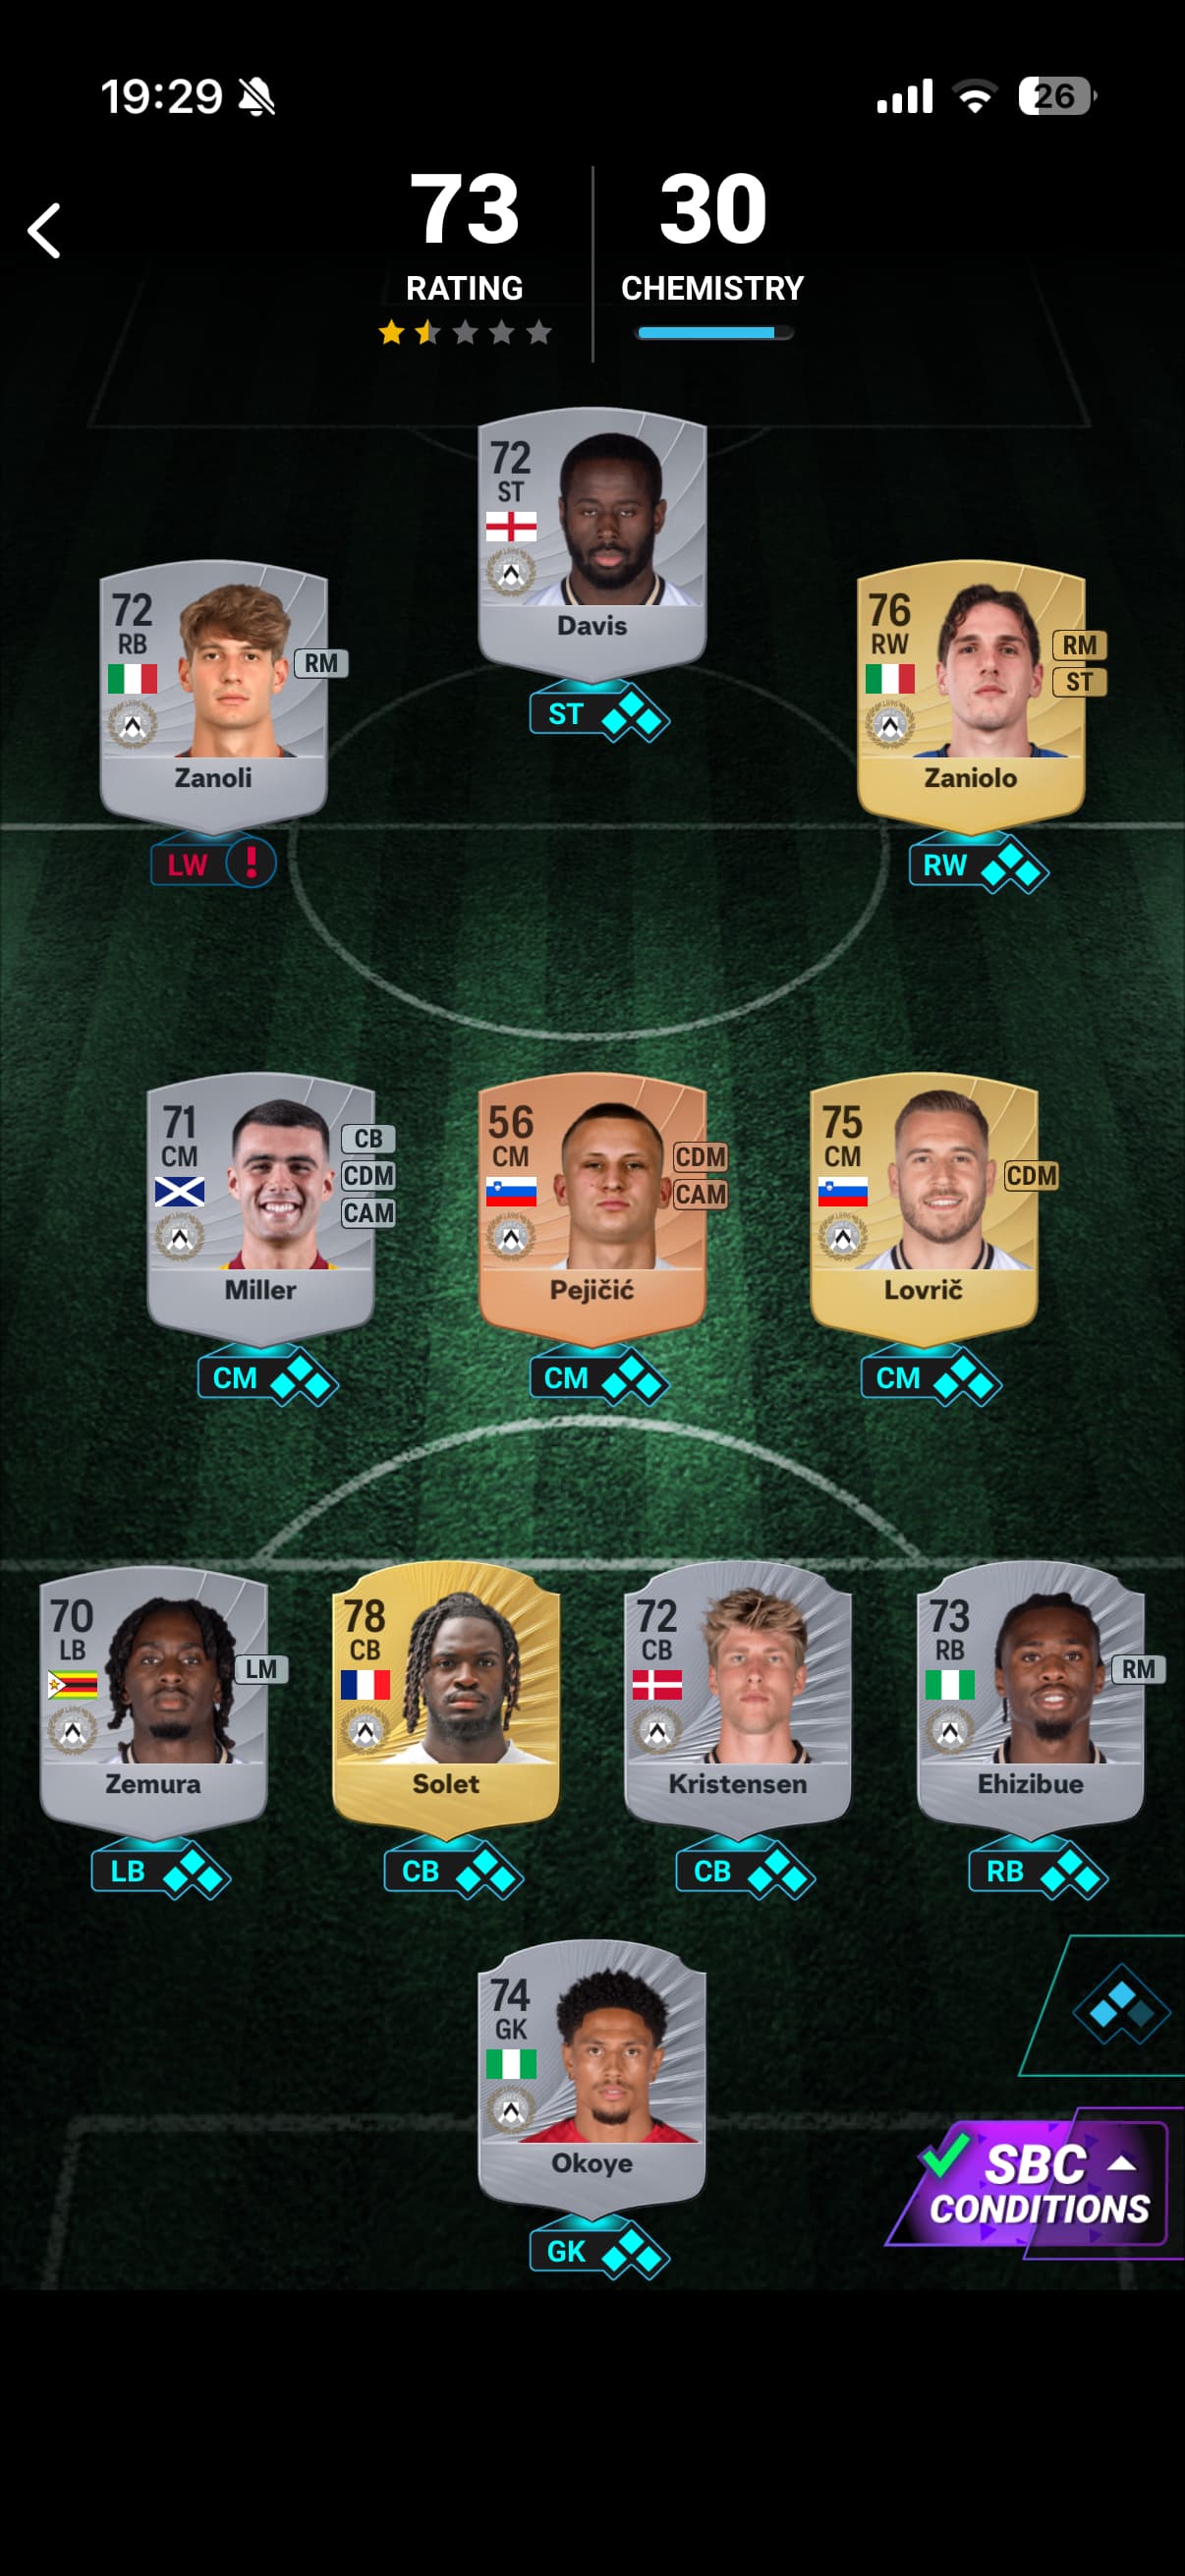 19:29
26
73
30
RATING
CHEMISTRY
72
ST
Davis
ST
72
RB
RM
Zanoli
LW !
76
RW
RM
ST
Zaniolo
RW
71
CM
CB
CDM
CAM
Miller
CM
56
CM
CDM
CAM
Pejičić
CM
75
CM
CDM
Lovrič
CM
70
LB
LM
Zemura
LB
78
CB
Solet
CB
72
CB
Kristensen
CB
73
RB
RM
Ehizibue
RB
74
GK
Okoye
GK
SBC
CONDITIONS